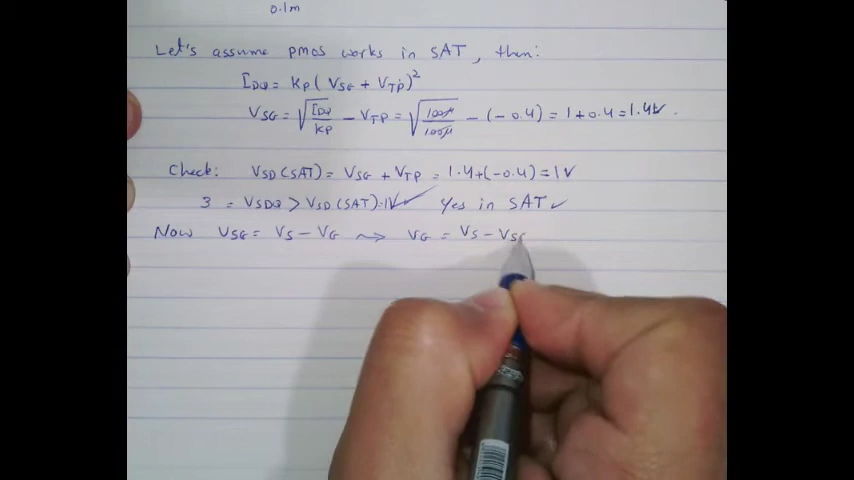 0.1m
Let's assume PMOS works in SAT, then:
IDQ = KP ( VSG + VTP )²
VSG = √(IDQ/KP) - VTP = √(100μ/100μ) - (-0.4) = 1 + 0.4 = 1.4V ✓.
Check: VSD (SAT) = VSG + VTP = 1.4 + (-0.4) = 1V
3 = VSDQ > VSD (SAT) = 1V ✓ Yes in SAT ✓
Now VSG = VS - VG ⇝ VG = VS - VSG